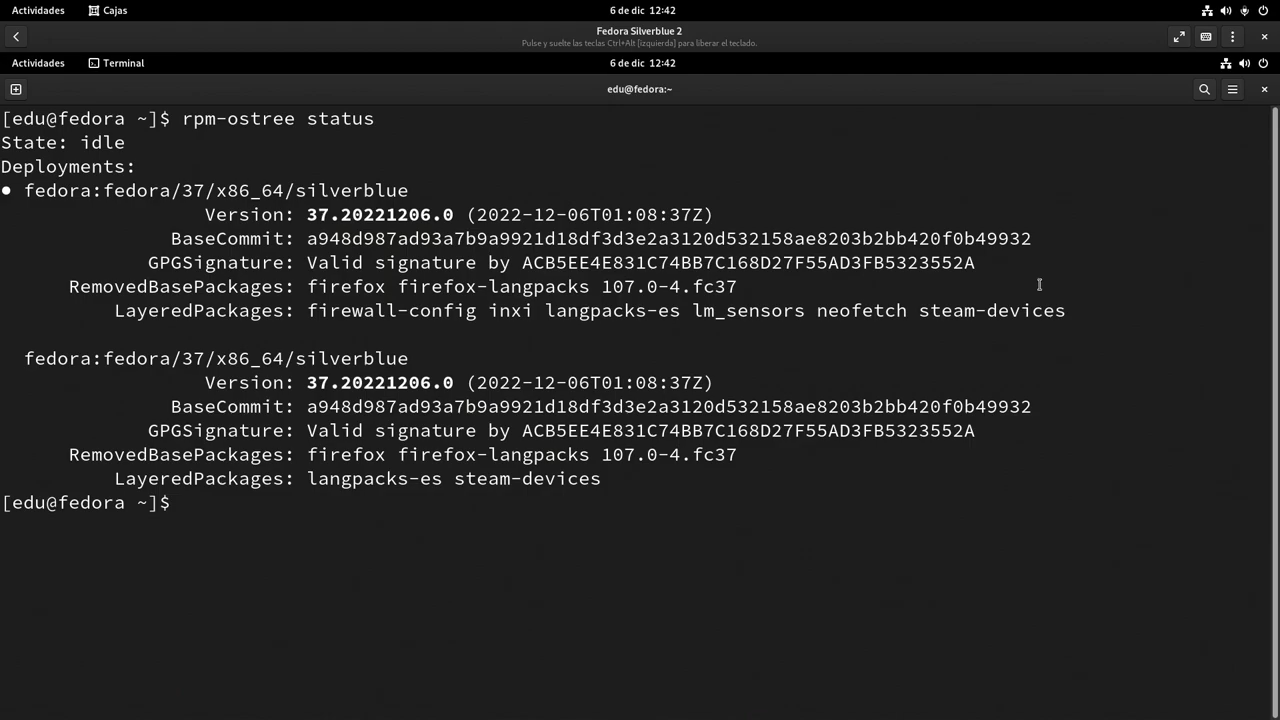 Actividades Cajas 6 de dic 12:42
Fedora Silverblue 2
Pulse y suelte las teclas Ctrl+Alt [izquierda] para liberar el teclado.
Actividades Terminal 6 de dic 12:42
edu@fedora:~
[edu@fedora ~]$ rpm-ostree status
State: idle
Deployments:
● fedora:fedora/37/x86_64/silverblue
Version: 37.20221206.0 (2022-12-06T01:08:37Z)
BaseCommit: a948d987ad93a7b9a9921d18df3d3e2a3120d532158ae8203b2bb420f0b49932
GPGSignature: Valid signature by ACB5EE4E831C74BB7C168D27F55AD3FB5323552A
RemovedBasePackages: firefox firefox-langpacks 107.0-4.fc37
LayeredPackages: firewall-config inxi langpacks-es lm_sensors neofetch steam-devices
fedora:fedora/37/x86_64/silverblue
Version: 37.20221206.0 (2022-12-06T01:08:37Z)
BaseCommit: a948d987ad93a7b9a9921d18df3d3e2a3120d532158ae8203b2bb420f0b49932
GPGSignature: Valid signature by ACB5EE4E831C74BB7C168D27F55AD3FB5323552A
RemovedBasePackages: firefox firefox-langpacks 107.0-4.fc37
LayeredPackages: langpacks-es steam-devices
[edu@fedora ~]$